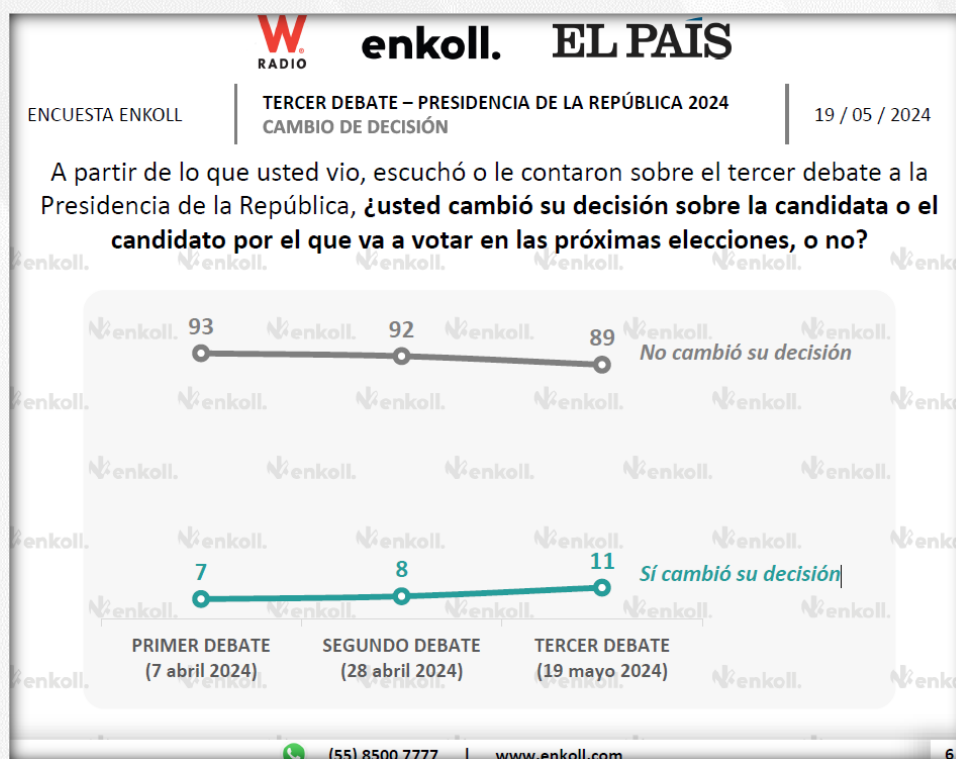 W
RADIO
enkoll.
EL PAÍS
ENCUESTA ENKOLL
TERCER DEBATE – PRESIDENCIA DE LA REPÚBLICA 2024
CAMBIO DE DECISIÓN
19 / 05 / 2024
A partir de lo que usted vio, escuchó o le contaron sobre el tercer debate a la
Presidencia de la República, ¿usted cambió su decisión sobre la candidata o el
candidato por el que va a votar en las próximas elecciones, o no?
93
92
89
No cambió su decisión
7
8
11
Sí cambió su decisión
PRIMER DEBATE
(7 abril 2024)
SEGUNDO DEBATE
(28 abril 2024)
TERCER DEBATE
(19 mayo 2024)
enkoll.
(55) 8500 7777 | www.enkoll.com
6